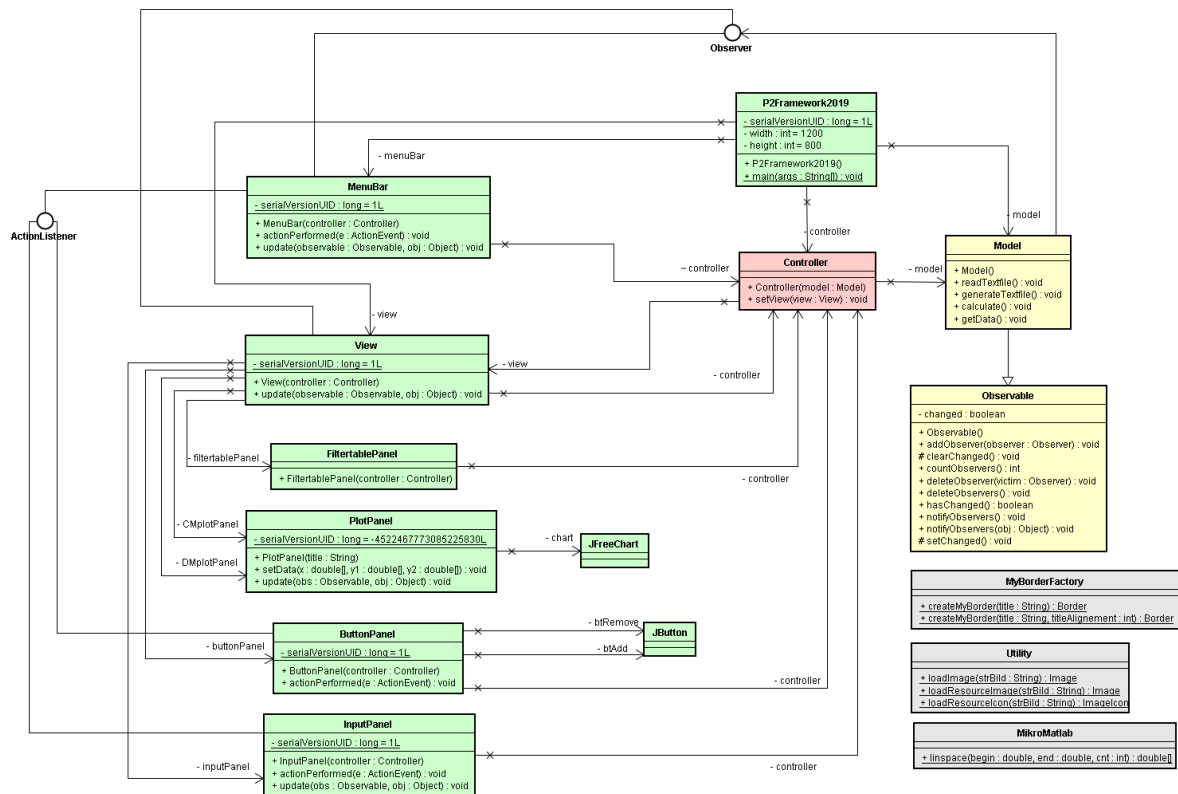 Observer
P2Framework2019
- serialVersionUID : long = 1L
- width : int = 1200
- height : int = 800
+ P2Framework2019()
+ main(args : String[]) : void
- menuBar
MenuBar
- serialVersionUID : long = 1L
+ MenuBar(controller : Controller)
+ actionPerformed(e : ActionEvent) : void
+ update(observable : Observable, obj : Object) : void
ActionListener
- model
- controller
Model
+ Model()
+ readTextfile() : void
+ generateTextfile() : void
+ calculate() : void
+ getData() : void
~ controller
Controller
+ Controller(model : Model)
+ setView(view : View) : void
- model
- view
View
- serialVersionUID : long = 1L
+ View(controller : Controller)
+ update(observable : Observable, obj : Object) : void
- view
- controller
Observable
- changed : boolean
+ Observable()
+ addObserver(observer : Observer) : void
# clearChanged() : void
+ countObservers() : int
+ deleteObserver(victim : Observer) : void
+ deleteObservers() : void
+ hasChanged() : boolean
+ notifyObservers() : void
+ notifyObservers(obj : Object) : void
# setChanged() : void
- filtertablePanel
FiltertablePanel
+ FiltertablePanel(controller : Controller)
- controller
- CMplotPanel
PlotPanel
- serialVersionUID : long = -4522467773085225830L
+ PlotPanel(title : String)
+ setData(x : double[], y1 : double[], y2 : double[]) : void
+ update(obs : Observable, obj : Object) : void
- DMplotPanel
- chart
JFreeChart
MyBorderFactory
+ createMyBorder(title : String) : Border
+ createMyBorder(title : String, titleAlignement : int) : Border
- buttonPanel
ButtonPanel
- serialVersionUID : long = 1L
+ ButtonPanel(controller : Controller)
+ actionPerformed(e : ActionEvent) : void
- btRemove
- btAdd
JButton
- controller
Utility
+ loadImage(strBild : String) : Image
+ loadResourceImage(strBild : String) : Image
+ loadResourceIcon(strBild : String) : ImageIcon
- inputPanel
InputPanel
- serialVersionUID : long = 1L
+ InputPanel(controller : Controller)
+ actionPerformed(e : ActionEvent) : void
+ update(obs : Observable, obj : Object) : void
- controller
MikroMatlab
+ linspace(begin : double, end : double, cnt : int) : double[]